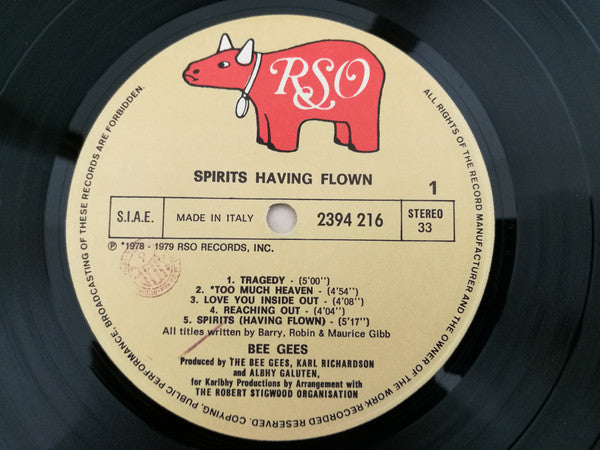 RSO
SPIRITS HAVING FLOWN
1
S.I.A.E.
MADE IN ITALY
2394 216
STEREO
33
℗ *1978 - 1979 RSO RECORDS, INC.
1. TRAGEDY - (5'00'')
2. *TOO MUCH HEAVEN - (4'54'')
3. LOVE YOU INSIDE OUT - (4'08'')
4. REACHING OUT - (4'04'')
5. SPIRITS (HAVING FLOWN) - (5'17'')
All titles written by Barry, Robin & Maurice Gibb
BEE GEES
Produced by THE BEE GEES, KARL RICHARDSON
and ALBHY GALUTEN,
for Karibby Productions by Arrangement with
THE ROBERT STIGWOOD ORGANISATION
ALL RIGHTS OF THE RECORD MANUFACTURER AND THE OWNER OF THE WORK RECORDED RESERVED. COPYING, PUBLIC PERFORMANCE, BROADCASTING OF THESE RECORDS ARE FORBIDDEN.